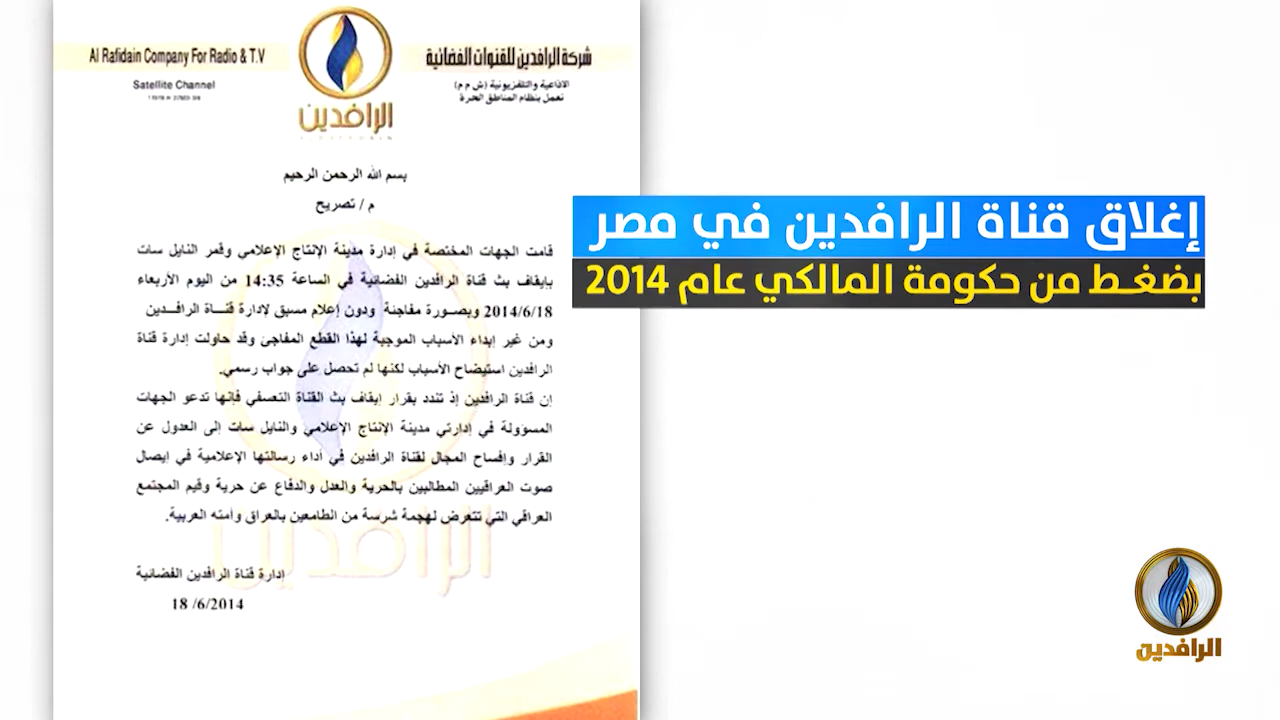 Al Rafidain Company For Radio & T.V
Satellite Channel
شركة الرافدين للقنوات الفضائية
الاذاعية والتلفزيونية (ش م م)
تعمل بنظام المناطق الحرة
الرافدين
بسم الله الرحمن الرحيم
م / تصريح
قامت الجهات المختصة في إدارة مدينة الإنتاج الإعلامي وقمر النايل سات
بإيقاف بث قناة الرافدين الفضائية في الساعة 14:35 من اليوم الأربعاء
2014/6/18 وبصورة مفاجئة ودون إعلام مسبق لإدارة قناة الرافدين
ومن غير إبداء الأسباب الموجبة لهذا القطع المفاجئ وقد حاولت إدارة قناة
الرافدين استيضاح الأسباب لكنها لم تحصل على جواب رسمي.
إن قناة الرافدين إذ تندد بقرار إيقاف بث القناة التعسفي فإنها تدعو الجهات
المسؤولة في إدارتي مدينة الإنتاج الإعلامي والنايل سات إلى العدول عن
القرار وإفساح المجال لقناة الرافدين في أداء رسالتها الإعلامية في إيصال
صوت العراقيين المطالبين بالحرية والعدل والدفاع عن حرية وقيم المجتمع
العراقي التي تتعرض لهجمة شرسة من الطامعين بالعراق وأمته العربية.
إدارة قناة الرافدين الفضائية
18 /6/2014
الرافدين
إغلاق قناة الرافدين في مصر
بضغط من حكومة المالكي عام 2014
الرافدين